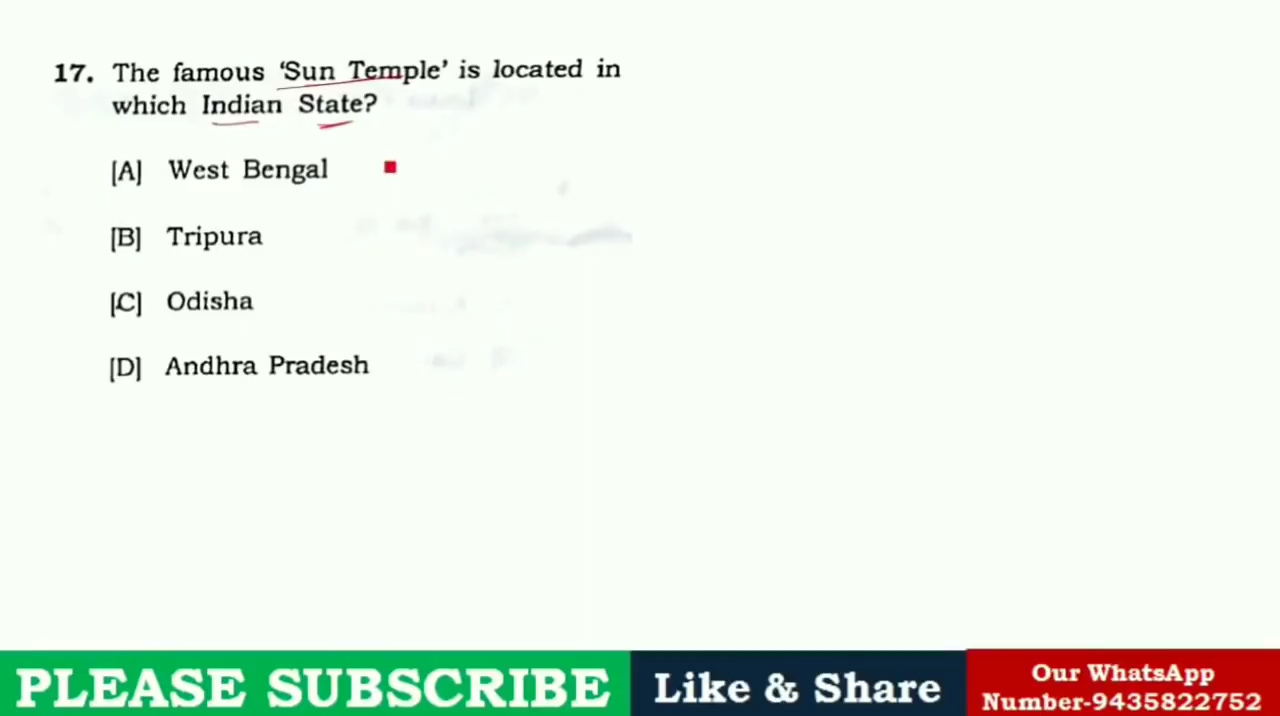 17. The famous ‘Sun Temple’ is located in
which Indian State?
[A] West Bengal
[B] Tripura
[C] Odisha
[D] Andhra Pradesh
PLEASE SUBSCRIBE
Like & Share
Our WhatsApp
Number-9435822752